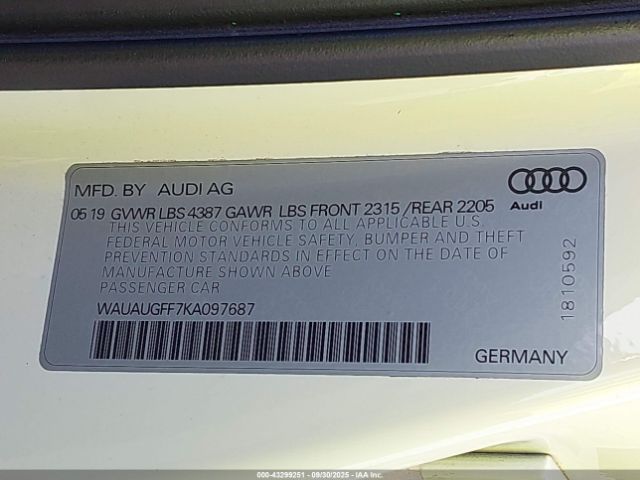 MFD. BY AUDI AG
05 19 GVWR LBS 4387 GAWR LBS FRONT 2315 / REAR 2205
THIS VEHICLE CONFORMS TO ALL APPLICABLE U.S.
FEDERAL MOTOR VEHICLE SAFETY, BUMPER AND THEFT
PREVENTION STANDARDS IN EFFECT ON THE DATE OF
MANUFACTURE SHOWN ABOVE
PASSENGER CAR
WAUAUGFF7KA097687
Audi
1810592
GERMANY
000-43299251 - 09/30/2025 - IAA Inc.